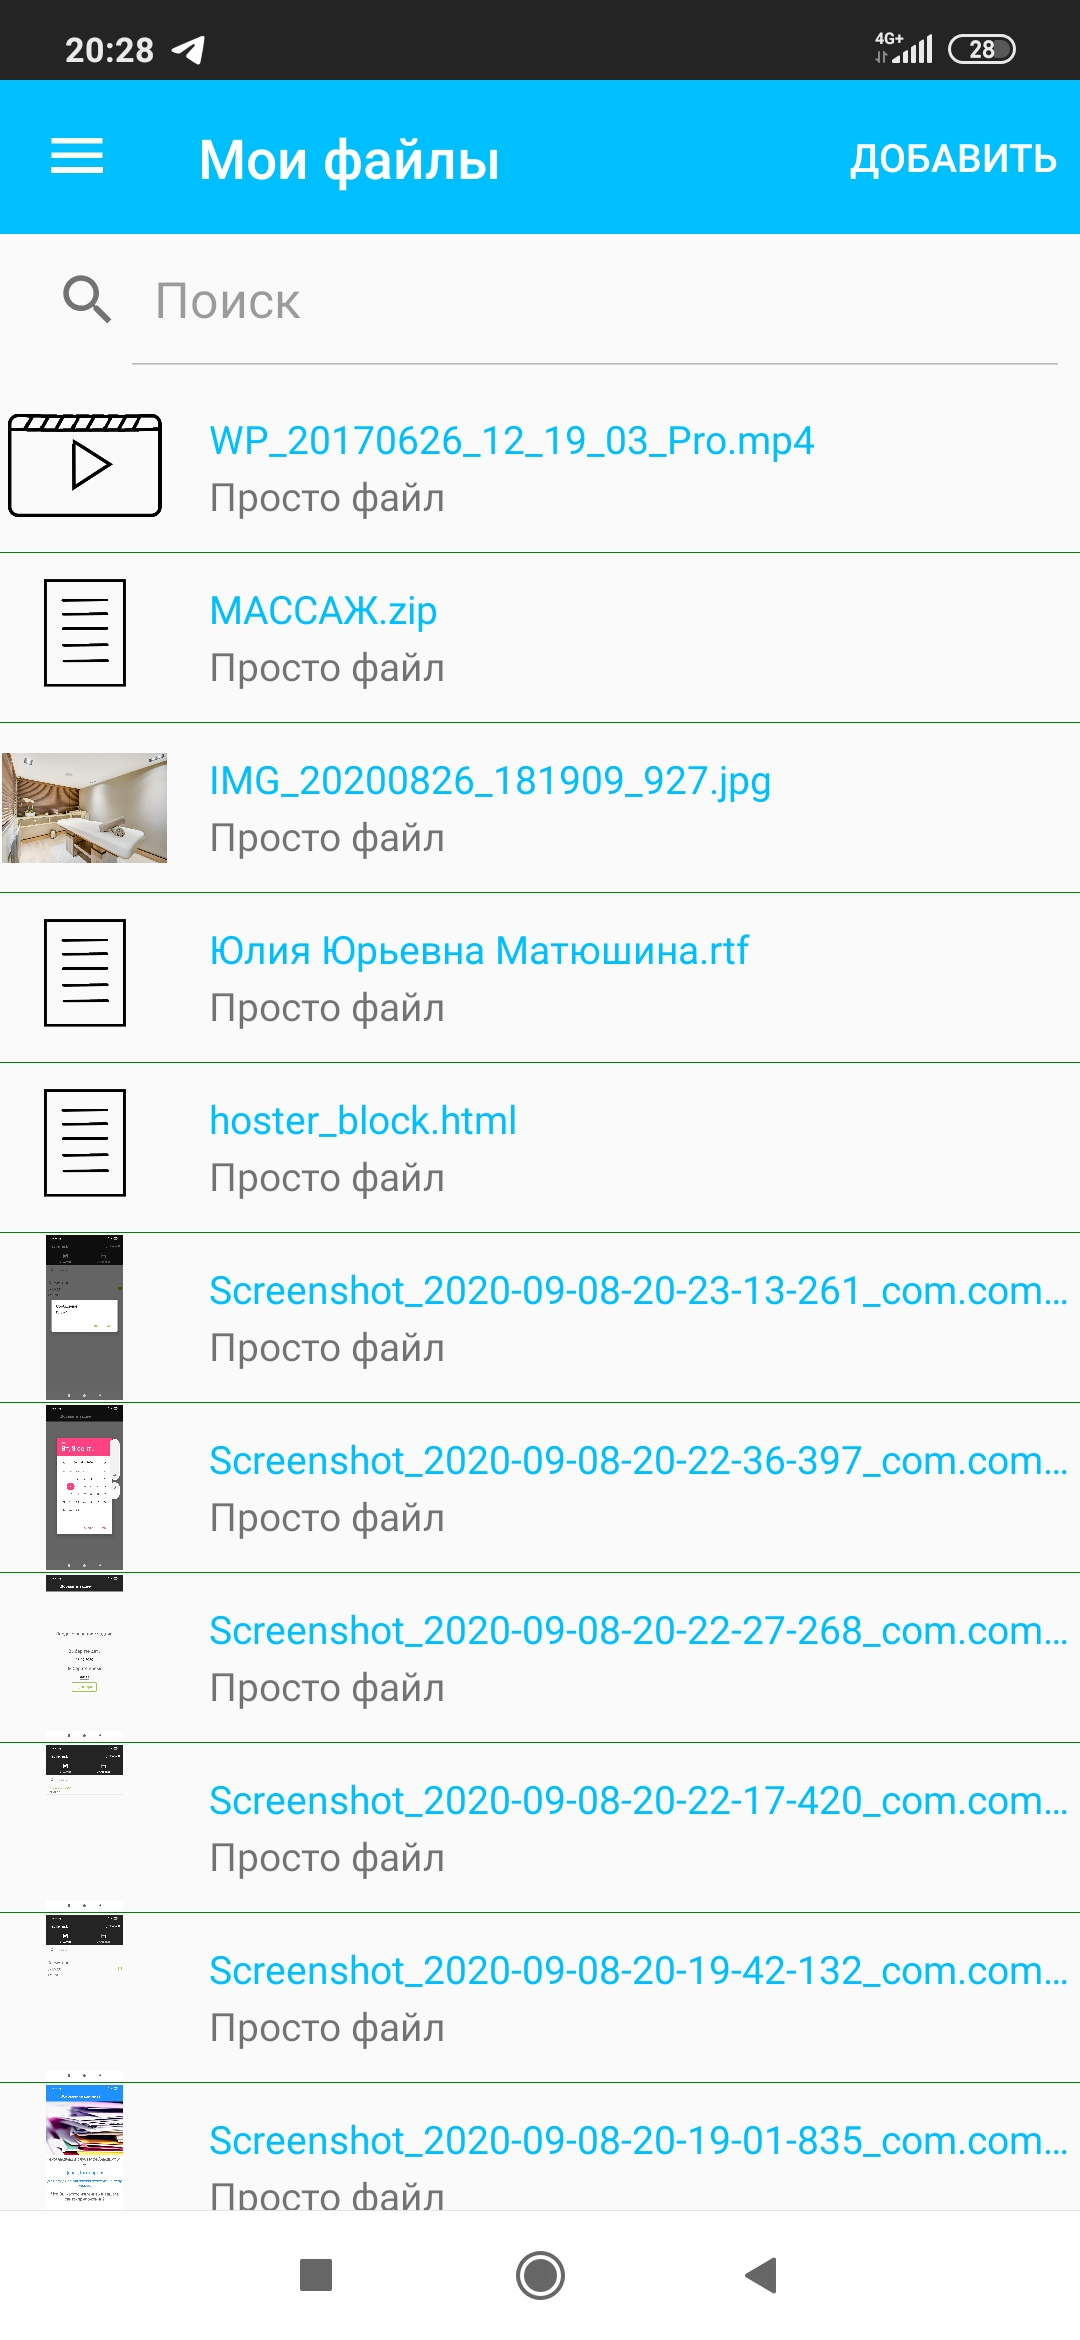 20:28
4G+
28
Мои файлы
ДОБАВИТЬ
Поиск
WP_20170626_12_19_03_Pro.mp4
Просто файл
МАССАЖ.zip
Просто файл
IMG_20200826_181909_927.jpg
Просто файл
Юлия Юрьевна Матюшина.rtf
Просто файл
hoster_block.html
Просто файл
Screenshot_2020-09-08-20-23-13-261_com.com...
Просто файл
Screenshot_2020-09-08-20-22-36-397_com.com...
Просто файл
Screenshot_2020-09-08-20-22-27-268_com.com...
Просто файл
Screenshot_2020-09-08-20-22-17-420_com.com...
Просто файл
Screenshot_2020-09-08-20-19-42-132_com.com...
Просто файл
Screenshot_2020-09-08-20-19-01-835_com.com...
Просто файл